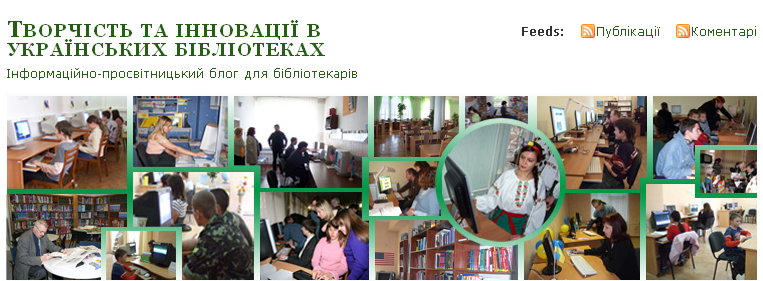 Творчість та інновації в
українських бібліотеках
Інформаційно-просвітницький блог для бібліотекарів
Feeds: Публікації Коментарі